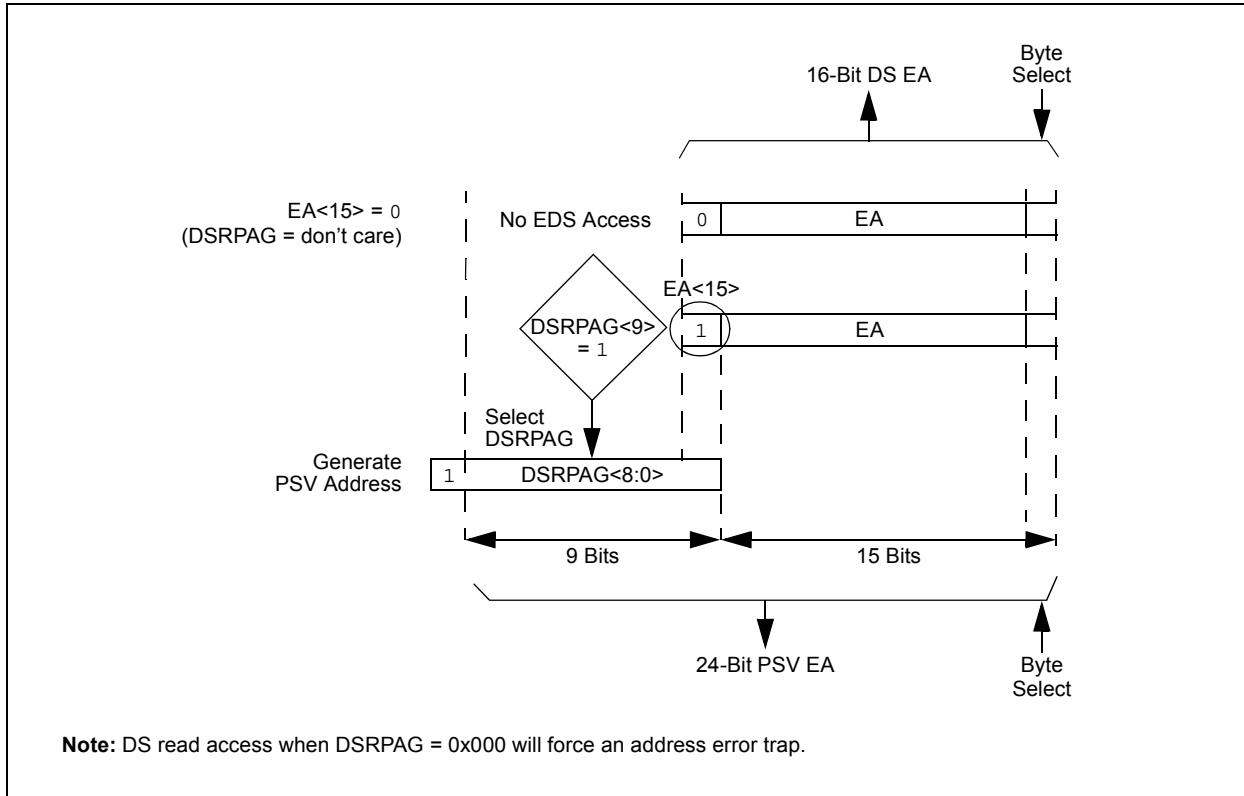 Byte
Select
16-Bit DS EA
EA<15> = 0
(DSRPAG = don't care)
No EDS Access
0
EA
EA<15>
DSRPAG<9>
= 1
1
EA
Select
DSRPAG
Generate
PSV Address
1
DSRPAG<8:0>
9 Bits
15 Bits
24-Bit PSV EA
Byte
Select
Note: DS read access when DSRPAG = 0x000 will force an address error trap.